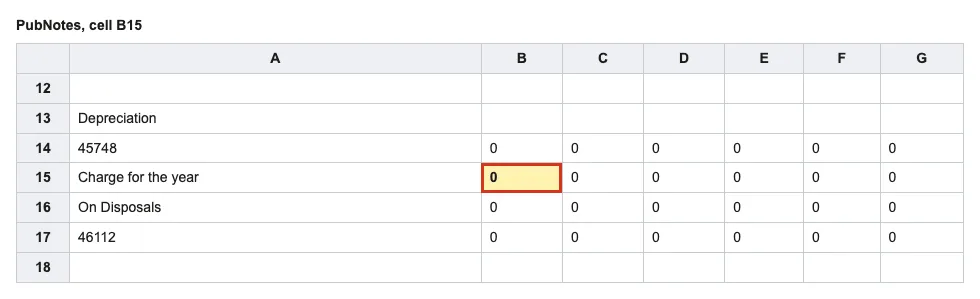 PubNotes, cell B15
A B C D E F G
12
13 Depreciation
14 45748 0 0 0 0 0 0
15 Charge for the year 0 0 0 0 0 0
16 On Disposals 0 0 0 0 0 0
17 46112 0 0 0 0 0 0
18